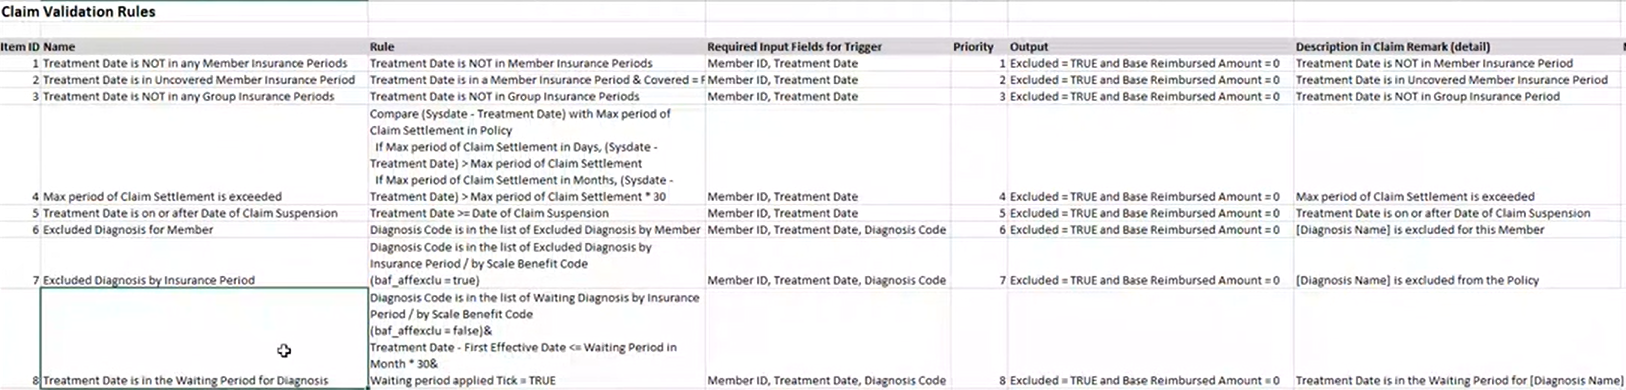 Claim Validation Rules
Item ID Name Rule Required Input Fields for Trigger Priority Output Description in Claim Remark (detail)
1 Treatment Date is NOT in any Member Insurance Periods Treatment Date is NOT in Member Insurance Periods Member ID, Treatment Date 1 Excluded = TRUE and Base Reimbursed Amount = 0 Treatment Date is NOT in Member Insurance Period
2 Treatment Date is in Uncovered Member Insurance Period Treatment Date is in a Member Insurance Period & Covered = F Member ID, Treatment Date 2 Excluded = TRUE and Base Reimbursed Amount = 0 Treatment Date is in Uncovered Member Insurance Period
3 Treatment Date is NOT in any Group Insurance Periods Treatment Date is NOT in Group Insurance Periods Member ID, Treatment Date 3 Excluded = TRUE and Base Reimbursed Amount = 0 Treatment Date is NOT in Group Insurance Period
Compare (Sysdate - Treatment Date) with Max period of
Claim Settlement in Policy
If Max period of Claim Settlement in Days, (Sysdate -
Treatment Date) > Max period of Claim Settlement
If Max period of Claim Settlement in Months, (Sysdate -
4 Max period of Claim Settlement is exceeded Treatment Date) > Max period of Claim Settlement * 30 Member ID, Treatment Date 4 Excluded = TRUE and Base Reimbursed Amount = 0 Max period of Claim Settlement is exceeded
5 Treatment Date is on or after Date of Claim Suspension Treatment Date >= Date of Claim Suspension Member ID, Treatment Date 5 Excluded = TRUE and Base Reimbursed Amount = 0 Treatment Date is on or after Date of Claim Suspension
6 Excluded Diagnosis for Member Diagnosis Code is in the list of Excluded Diagnosis by Member Member ID, Treatment Date, Diagnosis Code 6 Excluded = TRUE and Base Reimbursed Amount = 0 [Diagnosis Name] is excluded for this Member
Diagnosis Code is in the list of Excluded Diagnosis by
Insurance Period / by Scale Benefit Code
7 Excluded Diagnosis by Insurance Period (baf_affexclu = true) Member ID, Treatment Date, Diagnosis Code 7 Excluded = TRUE and Base Reimbursed Amount = 0 [Diagnosis Name] is excluded from the Policy
Diagnosis Code is in the list of Waiting Diagnosis by Insurance
Period / by Scale Benefit Code
(baf_affexclu = false)&
Treatment Date - First Effective Date <= Waiting Period in
Month * 30&
8 Treatment Date is in the Waiting Period for Diagnosis Waiting period applied Tick = TRUE Member ID, Treatment Date, Diagnosis Code 8 Excluded = TRUE and Base Reimbursed Amount = 0 Treatment Date is in the Waiting Period for [Diagnosis Name]